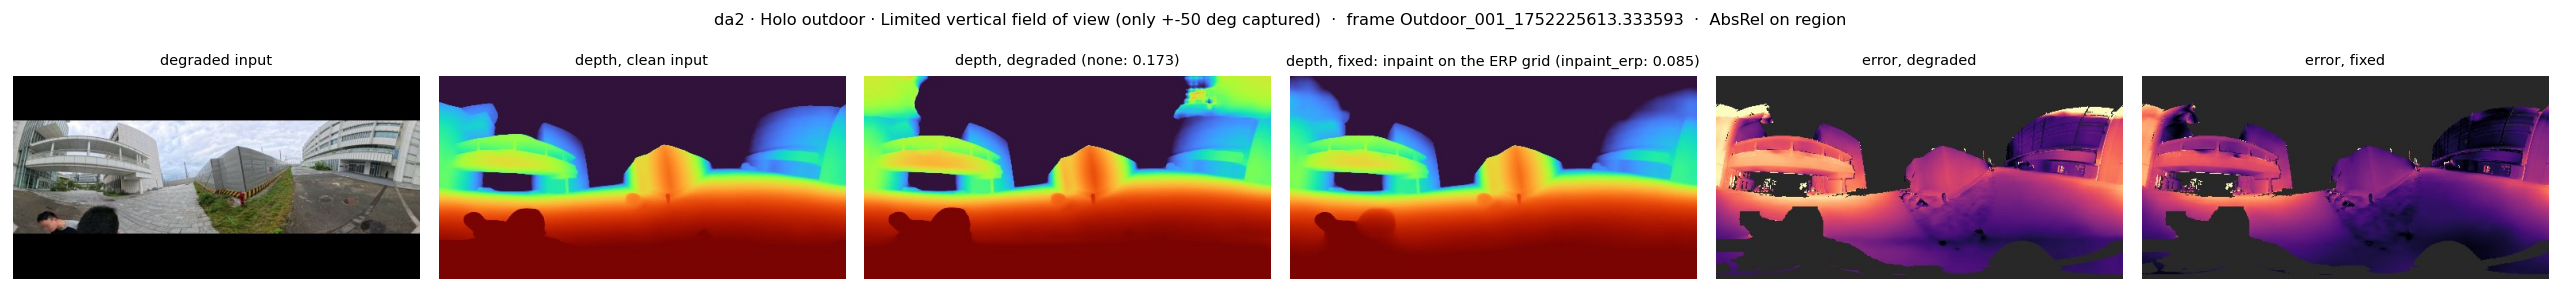 da2 · Holo outdoor · Limited vertical field of view (only +-50 deg captured) · frame Outdoor_001_1752225613.333593 · AbsRel on region
degraded input
depth, clean input
depth, degraded (none: 0.173)
depth, fixed: inpaint on the ERP grid (inpaint_erp: 0.085)
error, degraded
error, fixed